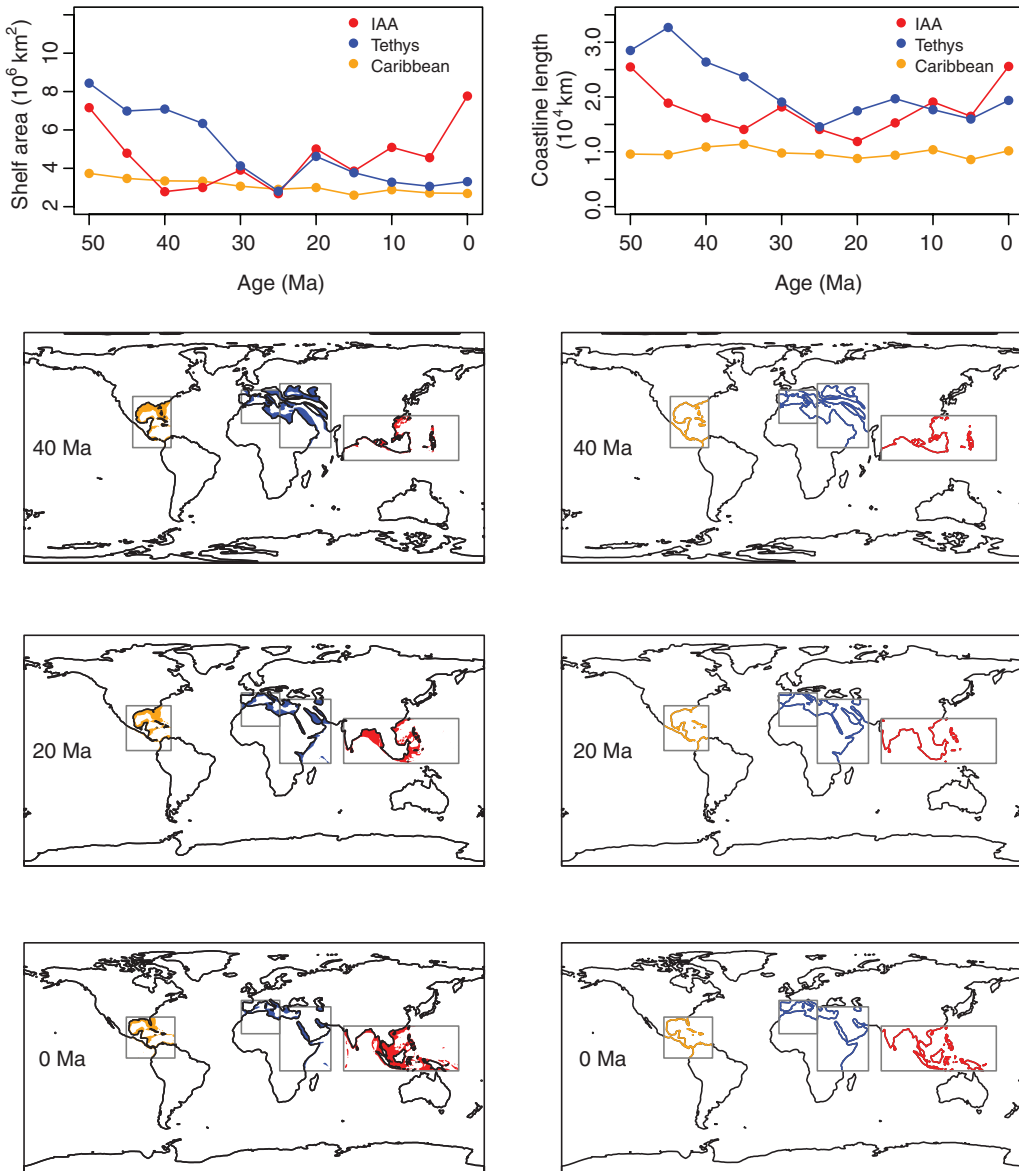 Shelf area (10⁶ km²)
2
4
6
8
10
IAA
Tethys
Caribbean
50
40
30
20
10
0
Age (Ma)
Coastline length
(10⁴ km)
0.0
1.0
2.0
3.0
IAA
Tethys
Caribbean
50
40
30
20
10
0
Age (Ma)
40 Ma
40 Ma
20 Ma
20 Ma
0 Ma
0 Ma